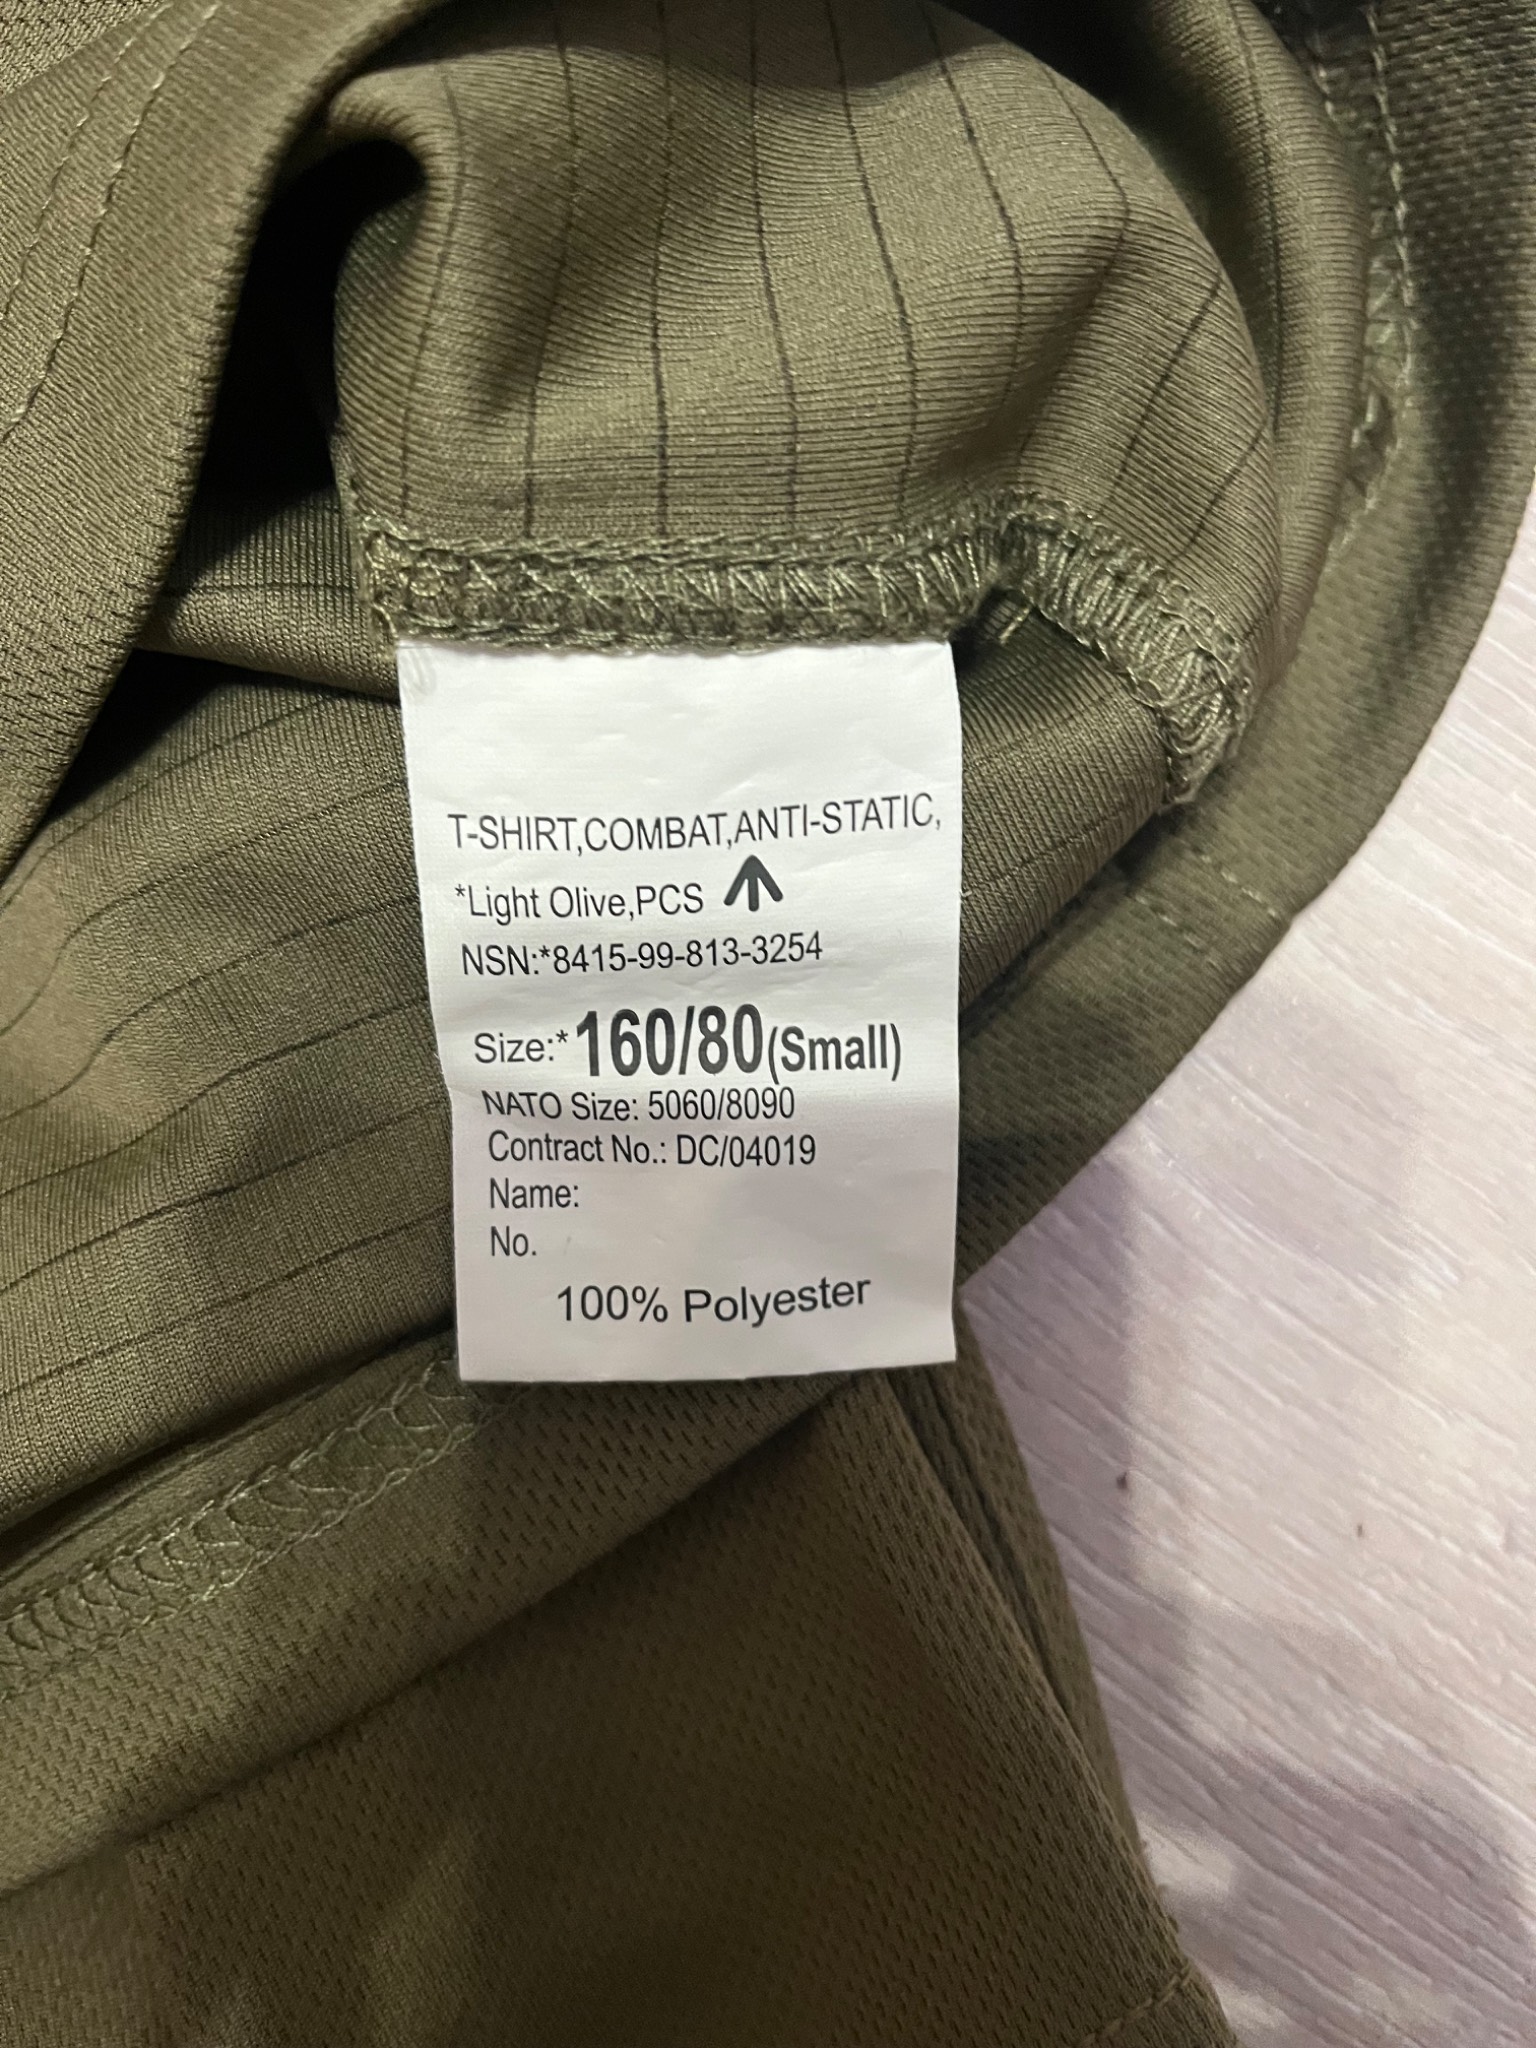 T-SHIRT,COMBAT,ANTI-STATIC,
*Light Olive,PCS
NSN:*8415-99-813-3254
Size:*160/80(Small)
NATO Size: 5060/8090
Contract No.: DC/04019
Name:
No.
100% Polyester